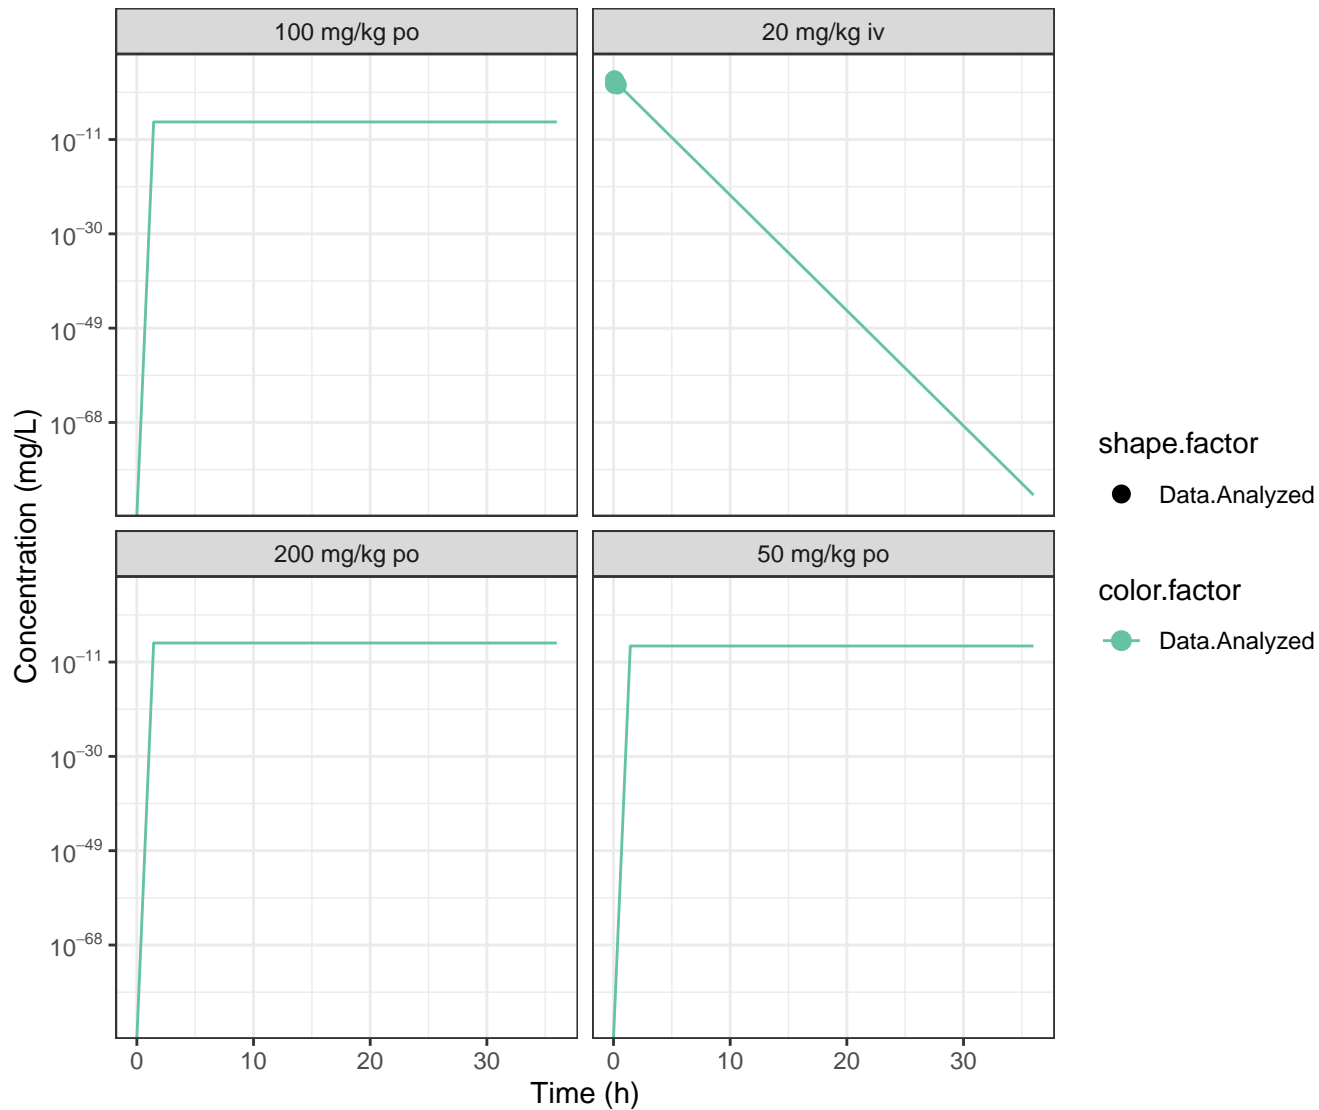 100 mg/kg po
20 mg/kg iv
10^−11
10^−30
10^−49
10^−68
200 mg/kg po
50 mg/kg po
10^−11
10^−30
10^−49
10^−68
0 10 20 30
0 10 20 30
Time (h)
Concentration (mg/L)
shape.factor
Data.Analyzed
color.factor
Data.Analyzed